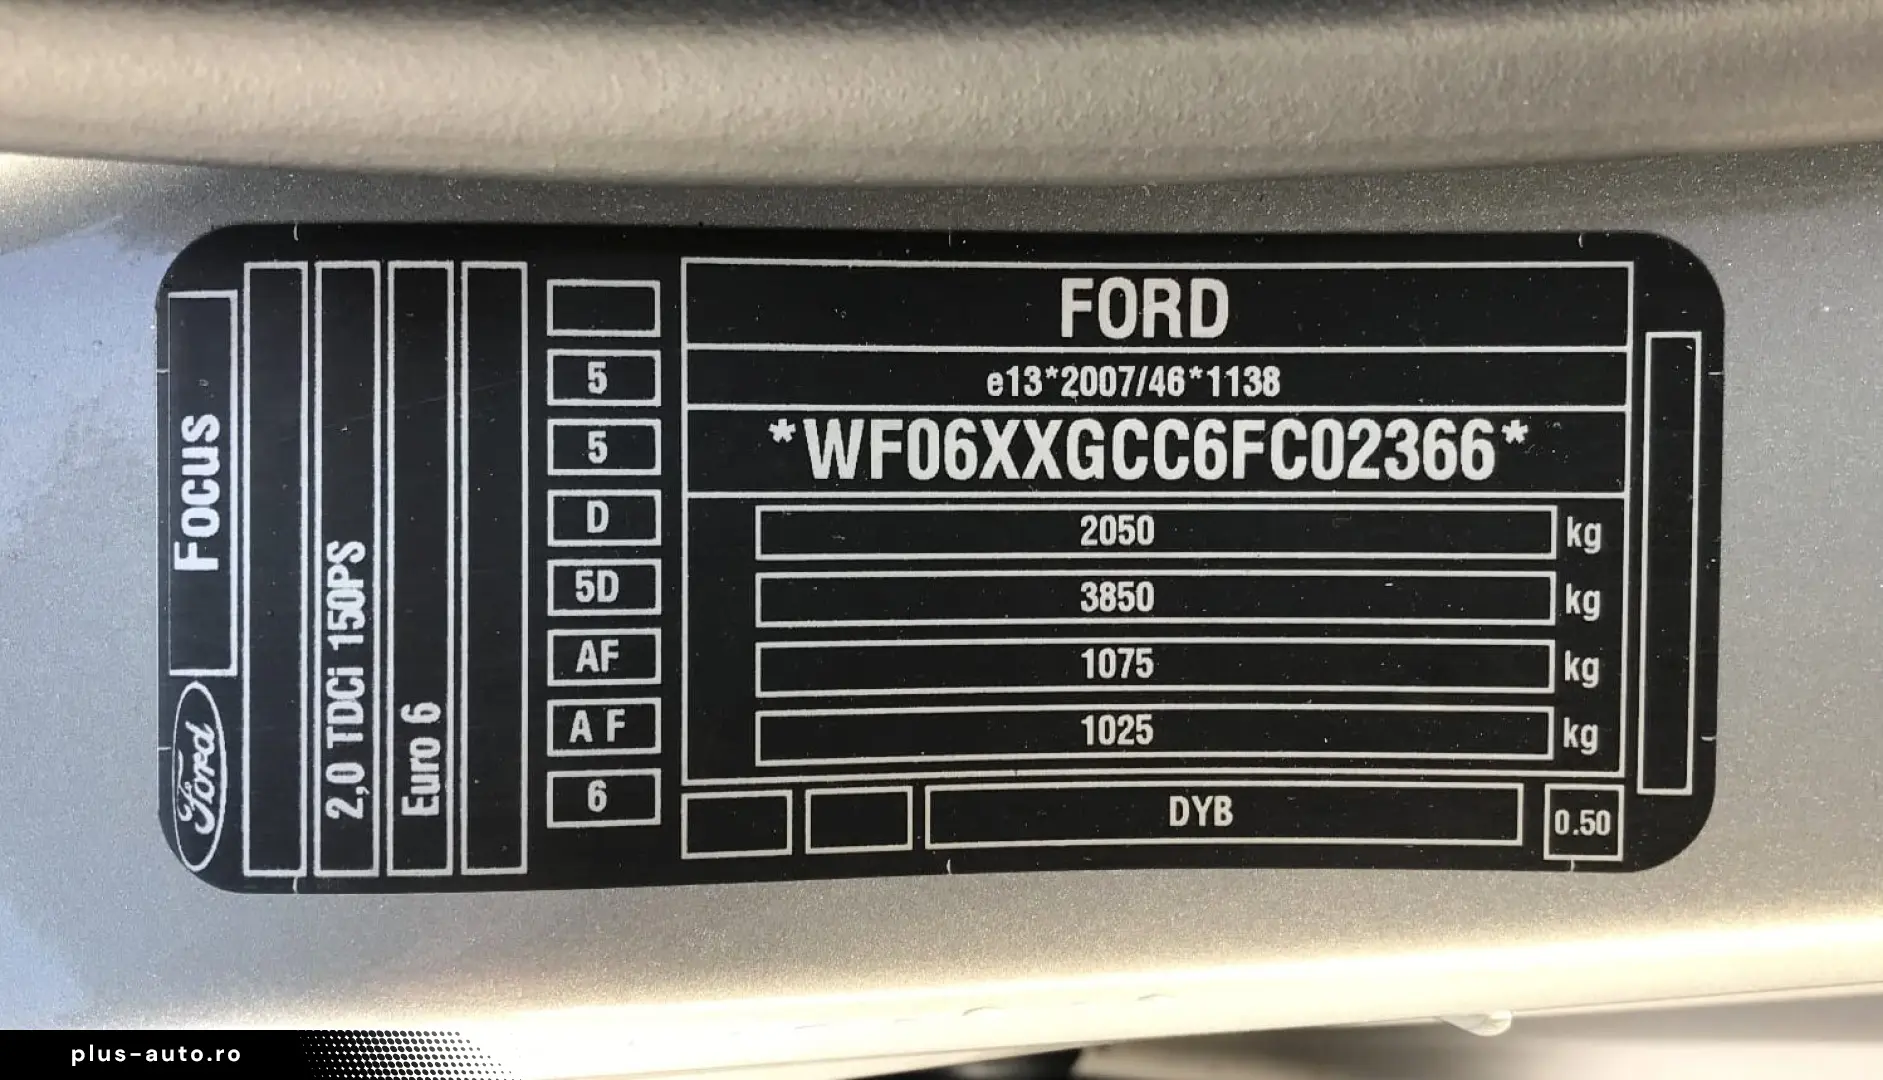 FORD
e13*2007/46*1138
*WF06XXGCC6FC02366*
2050 kg
3850 kg
1075 kg
1025 kg
DYB
0.50
5
5
D
5D
AF
A F
6
Focus
Ford
2,0 TDCi 150PS
Euro 6
plus-auto.ro